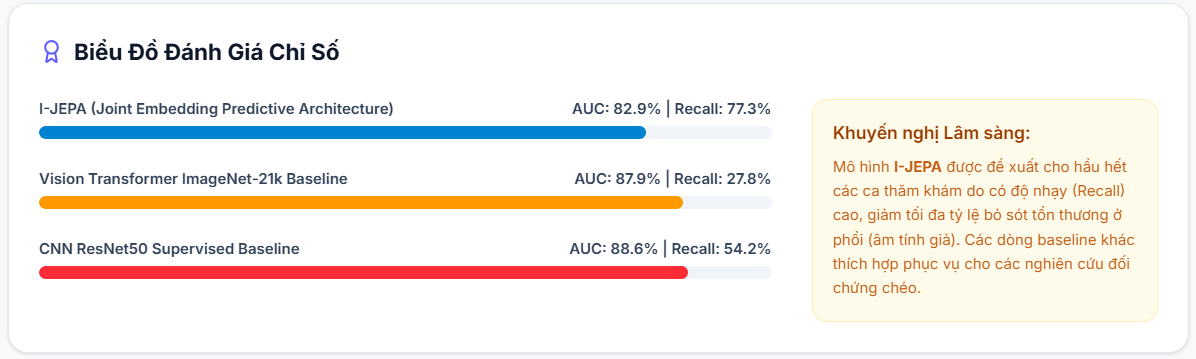 Biểu Đồ Đánh Giá Chỉ Số
I-JEPA (Joint Embedding Predictive Architecture) AUC: 82.9% | Recall: 77.3%
Vision Transformer ImageNet-21k Baseline AUC: 87.9% | Recall: 27.8%
CNN ResNet50 Supervised Baseline AUC: 88.6% | Recall: 54.2%
Khuyến nghị Lâm sàng:
Mô hình I-JEPA được đề xuất cho hầu hết
các ca thăm khám do có độ nhạy (Recall)
cao, giảm tối đa tỷ lệ bỏ sót tổn thương ở
phổi (âm tính giả). Các dòng baseline khác
thích hợp phục vụ cho các nghiên cứu đối
chứng chéo.